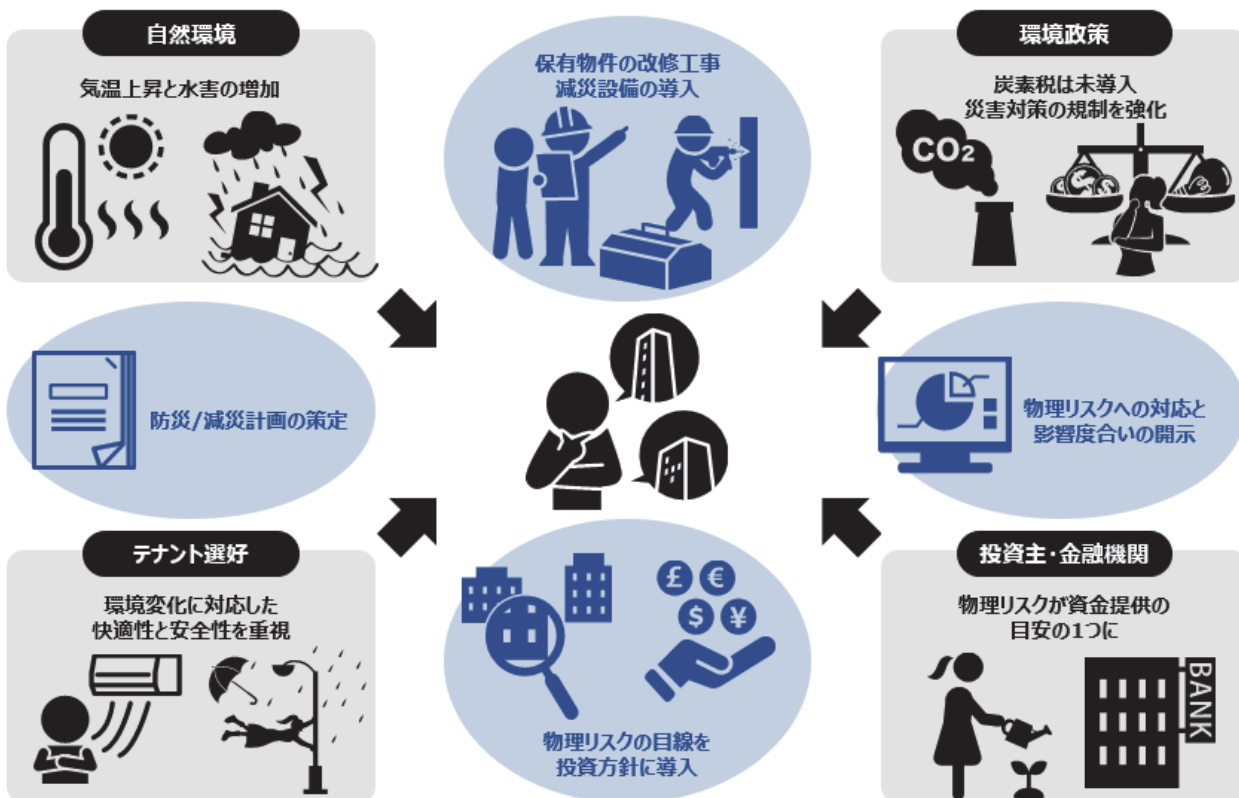 自然環境
気温上昇と水害の増加
保有物件の改修工事
減災設備の導入
環境政策
炭素税は未導入
災害対策の規制を強化
CO2
防災/減災計画の策定
物理リスクへの対応と
影響度合いの開示
テナント選好
環境変化に対応した
快適性と安全性を重視
£ €
$ ¥
物理リスクの目線を
投資方針に導入
投資主・金融機関
物理リスクが資金提供の
目安の1つに
BANK